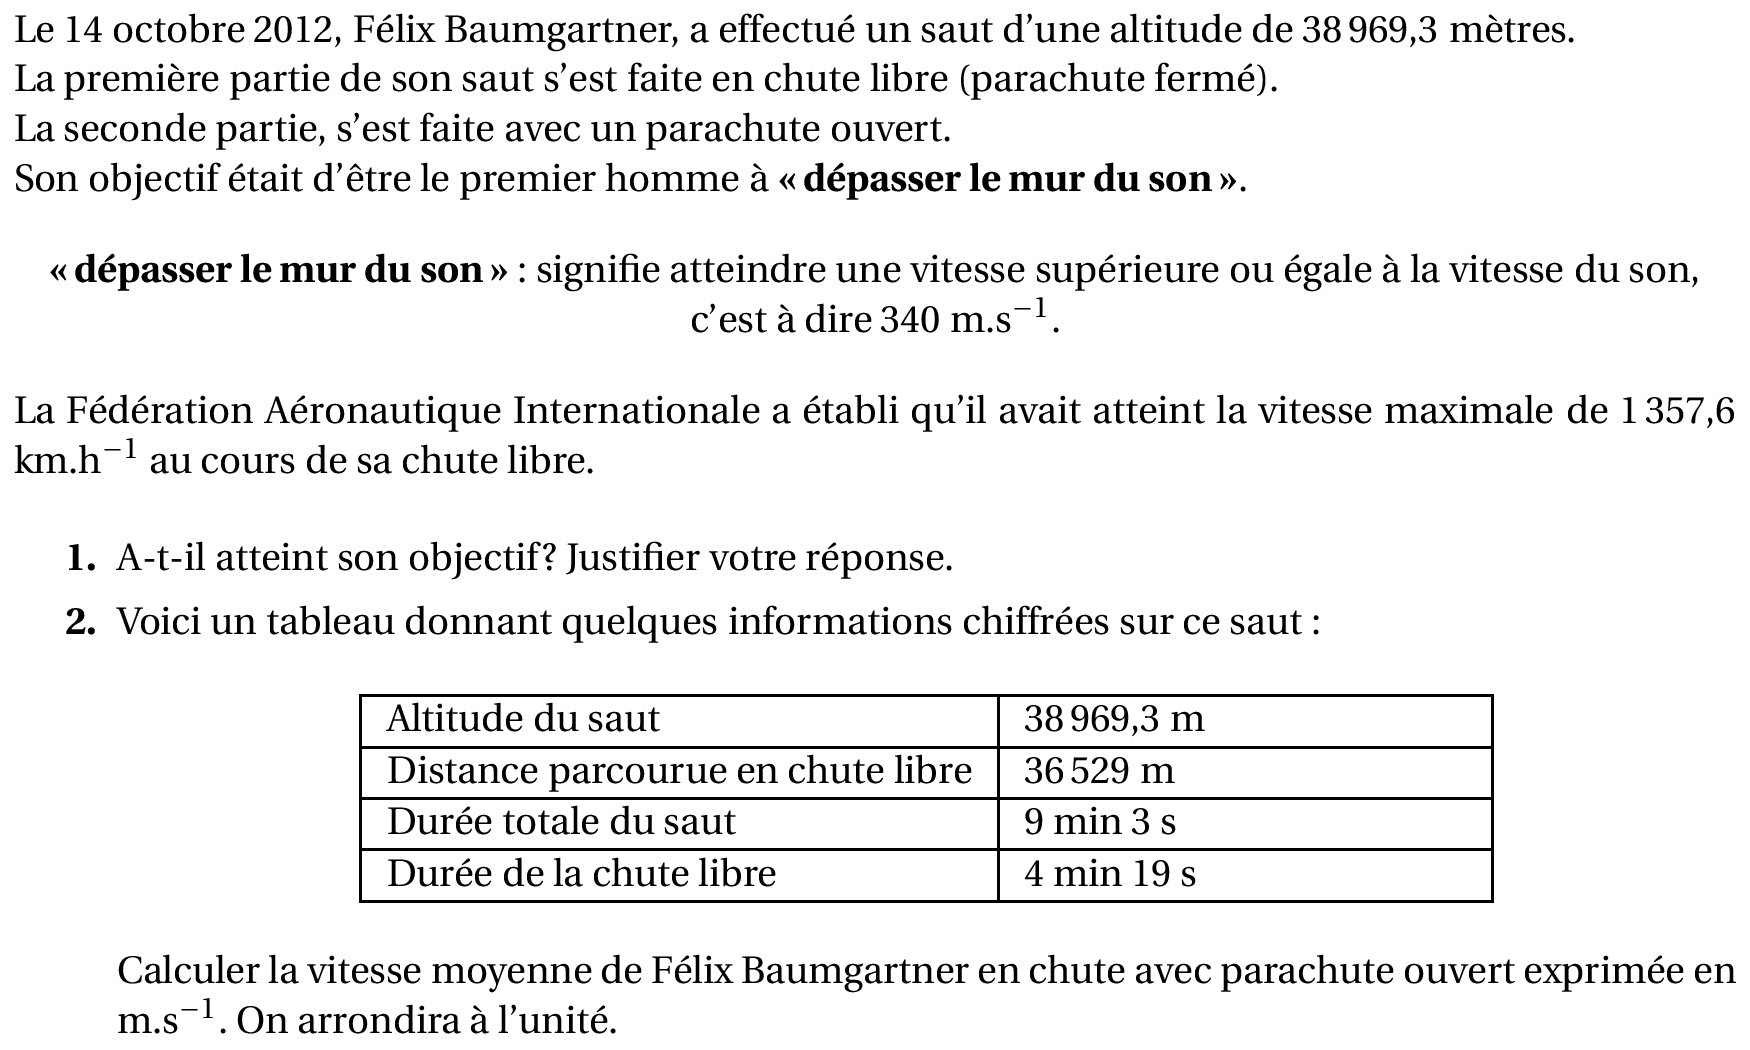 Le 14 octobre 2012, Félix Baumgartner, a effectué un saut d’une altitude de 38 969,3 mètres.
La première partie de son saut s’est faite en chute libre (parachute fermé).
La seconde partie, s’est faite avec un parachute ouvert.
Son objectif était d’être le premier homme à « dépasser le mur du son ».
« dépasser le mur du son » : signifie atteindre une vitesse supérieure ou égale à la vitesse du son,
c’est à dire 340 m.s⁻¹.
La Fédération Aéronautique Internationale a établi qu’il avait atteint la vitesse maximale de 1 357,6
km.h⁻¹ au cours de sa chute libre.
1. A-t-il atteint son objectif ? Justifier votre réponse.
2. Voici un tableau donnant quelques informations chiffrées sur ce saut :
Altitude du saut 38 969,3 m
Distance parcourue en chute libre 36 529 m
Durée totale du saut 9 min 3 s
Durée de la chute libre 4 min 19 s
Calculer la vitesse moyenne de Félix Baumgartner en chute avec parachute ouvert exprimée en
m.s⁻¹. On arrondira à l’unité.